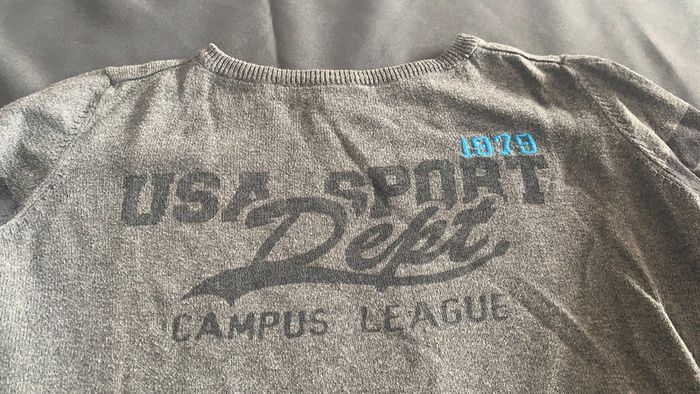 1979
USA SPORT
Dept
CAMPUS LEAGUE